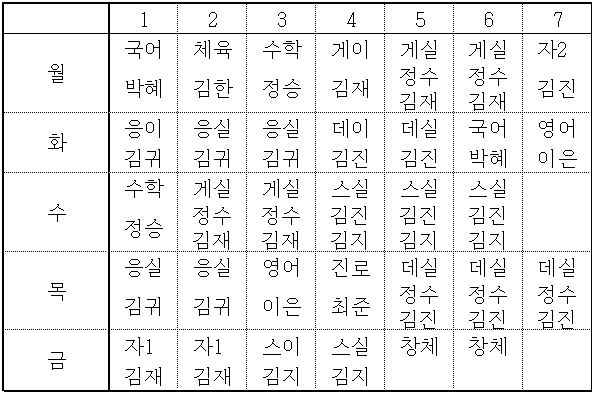 1 2 3 4 5 6 7
월
국어 체육 수학 게이 게실 게실 자2
박혜 김한 정승 김재 정수 정수 김진
김재 김재
화
응이 응실 응실 데이 데실 국어 영어
김귀 김귀 김귀 김진 김진 박혜 이은
수
수학 게실 게실 스실 스실 스실
정승 정수 정수 김진 김진 김진
김재 김재 김지 김지 김지
목
응실 응실 영어 진로 데실 데실 데실
김귀 김귀 이은 최준 정수 정수 정수
김진 김진 김진
금
자1 자1 스이 스실 창체 창체
김재 김재 김지 김지